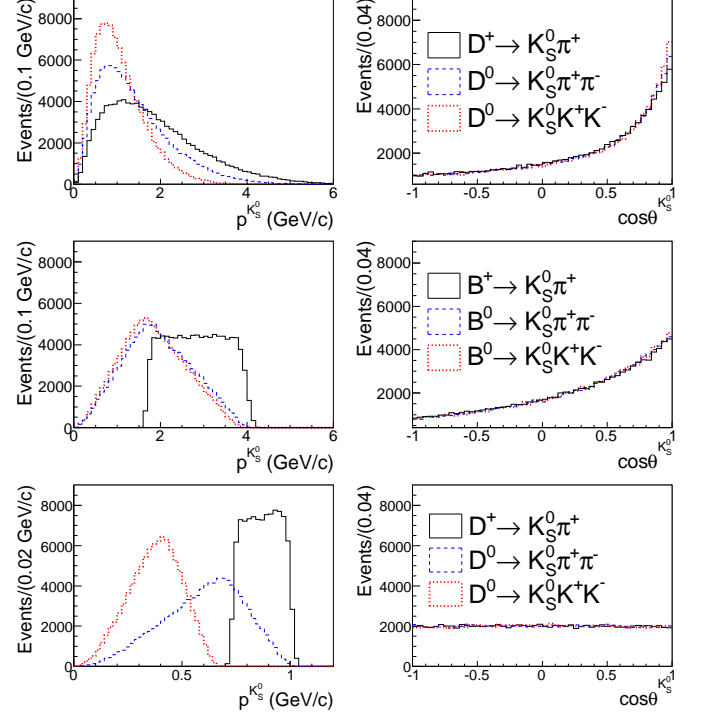 Events/(0.1 GeV/c)
8000
6000
4000
2000
0
0 2 4 6
p^{K_S^0} (GeV/c)
Events/(0.04)
8000
6000
4000
2000
D⁺→ K_S^0π⁺
D⁰→ K_S^0π⁺π⁻
D⁰→ K_S^0K⁺K⁻
-1 -0.5 0 0.5 1
cosθ^{K_S^0}
Events/(0.1 GeV/c)
8000
6000
4000
2000
0
0 2 4 6
p^{K_S^0} (GeV/c)
Events/(0.04)
8000
6000
4000
2000
B⁺→ K_S^0π⁺
B⁰→ K_S^0π⁺π⁻
B⁰→ K_S^0K⁺K⁻
-1 -0.5 0 0.5 1
cosθ^{K_S^0}
Events/(0.02 GeV/c)
8000
6000
4000
2000
0
0 0.5 1
p^{K_S^0} (GeV/c)
Events/(0.04)
8000
6000
4000
2000
0
D⁺→ K_S^0π⁺
D⁰→ K_S^0π⁺π⁻
D⁰→ K_S^0K⁺K⁻
-1 -0.5 0 0.5 1
cosθ^{K_S^0}